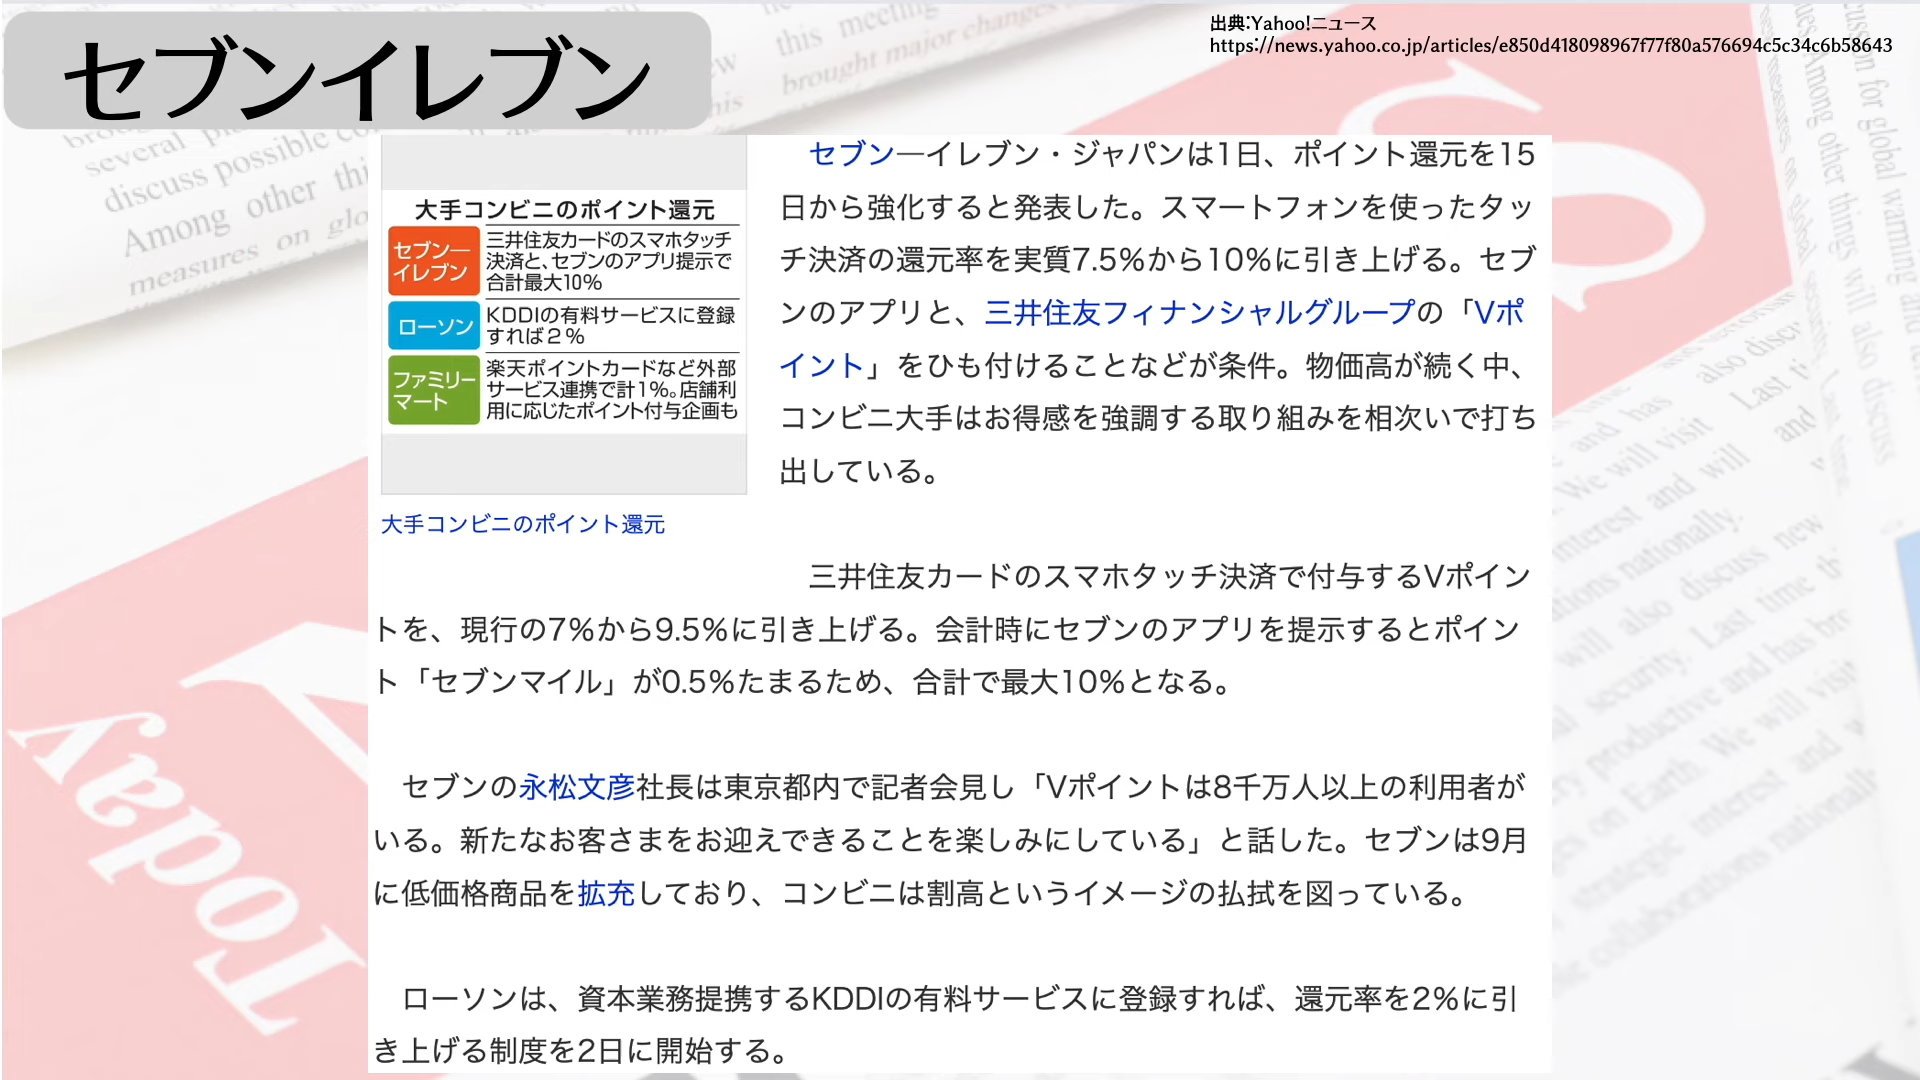 セブンイレブン
出典:Yahoo!ニュース
https://news.yahoo.co.jp/articles/e850d418098967f77f80a576694c5c34c6b58643
大手コンビニのポイント還元
セブン―
イレブン
三井住友カードのスマホタッチ
決済と、セブンのアプリ提示で
合計最大10%
ローソン
KDDIの有料サービスに登録
すれば2%
ファミリー
マート
楽天ポイントカードなど外部
サービス連携で計1%。店舗利
用に応じたポイント付与企画も
大手コンビニのポイント還元
セブン―イレブン・ジャパンは1日、ポイント還元を15
日から強化すると発表した。スマートフォンを使ったタッ
チ決済の還元率を実質7.5%から10%に引き上げる。セブ
ンのアプリと、三井住友フィナンシャルグループの「Vポ
イント」をひも付けることなどが条件。物価高が続く中、
コンビニ大手はお得感を強調する取り組みを相次いで打ち
出している。
三井住友カードのスマホタッチ決済で付与するVポイン
トを、現行の7%から9.5%に引き上げる。会計時にセブンのアプリを提示するとポイン
ト「セブンマイル」が0.5%たまるため、合計で最大10%となる。
セブンの永松文彦社長は東京都内で記者会見し「Vポイントは8千万人以上の利用者が
いる。新たなお客さまをお迎えできることを楽しみにしている」と話した。セブンは9月
に低価格商品を拡充しており、コンビニは割高というイメージの払拭を図っている。
ローソンは、資本業務提携するKDDIの有料サービスに登録すれば、還元率を2%に引
き上げる制度を2日に開始する。
this meeting
brought major changes
several
discuss possible
Among other
measures on
Today